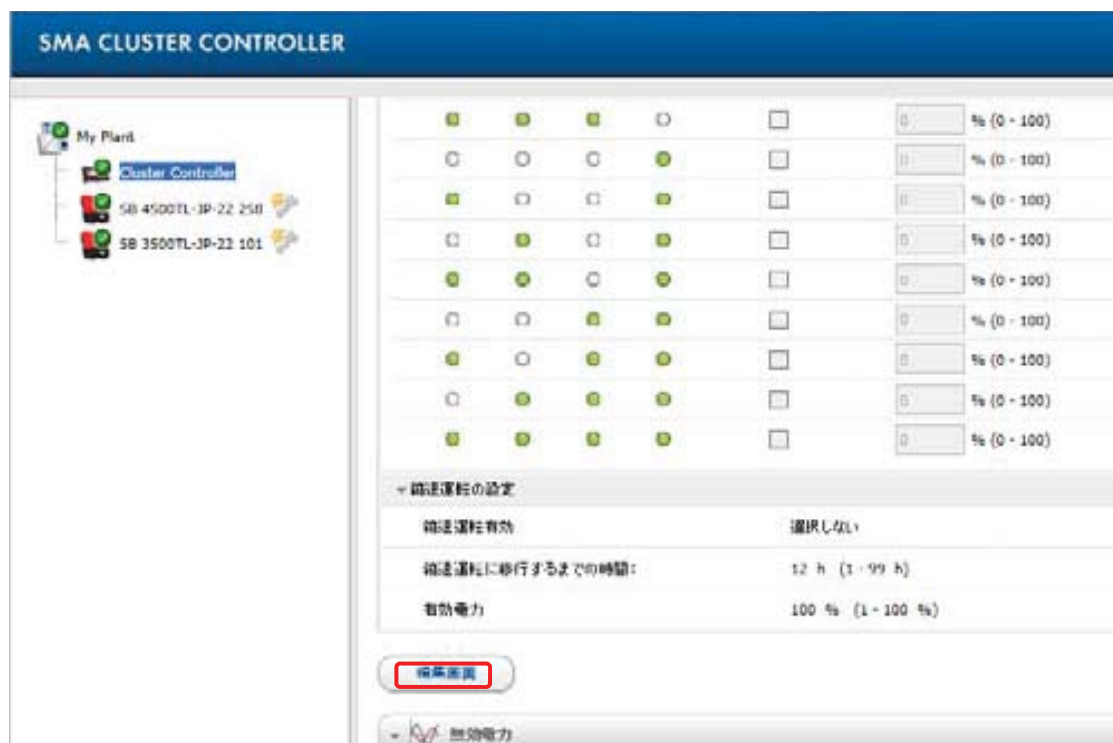 SMA CLUSTER CONTROLLER
My Plant
Cluster Controller
SB 4500TL-JP-22 250
SB 3500TL-JP-22 101
0 % (0 - 100)
0 % (0 - 100)
0 % (0 - 100)
0 % (0 - 100)
0 % (0 - 100)
0 % (0 - 100)
0 % (0 - 100)
0 % (0 - 100)
0 % (0 - 100)
縮退運転の設定
縮退運転有効 選択しない
縮退運転に移行するまでの時間: 12 h (1 - 99 h)
有効電力 100 % (1 - 100 %)
編集画面
無効電力